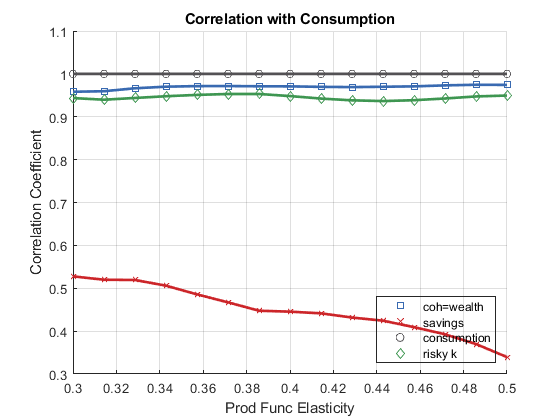 Correlation with Consumption
1.1
1
0.9
0.8
0.7
0.6
0.5
0.4
0.3
Correlation Coefficient
coh=wealth
savings
consumption
risky k
0.3 0.32 0.34 0.36 0.38 0.4 0.42 0.44 0.46 0.48 0.5
Prod Func Elasticity